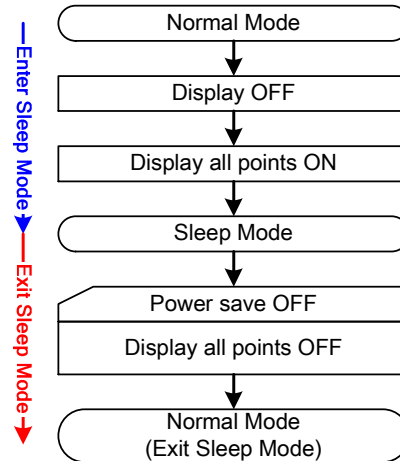 Normal Mode
Display OFF
Display all points ON
Sleep Mode
Power save OFF
Display all points OFF
Normal Mode
(Exit Sleep Mode)
Enter Sleep Mode
Exit Sleep Mode